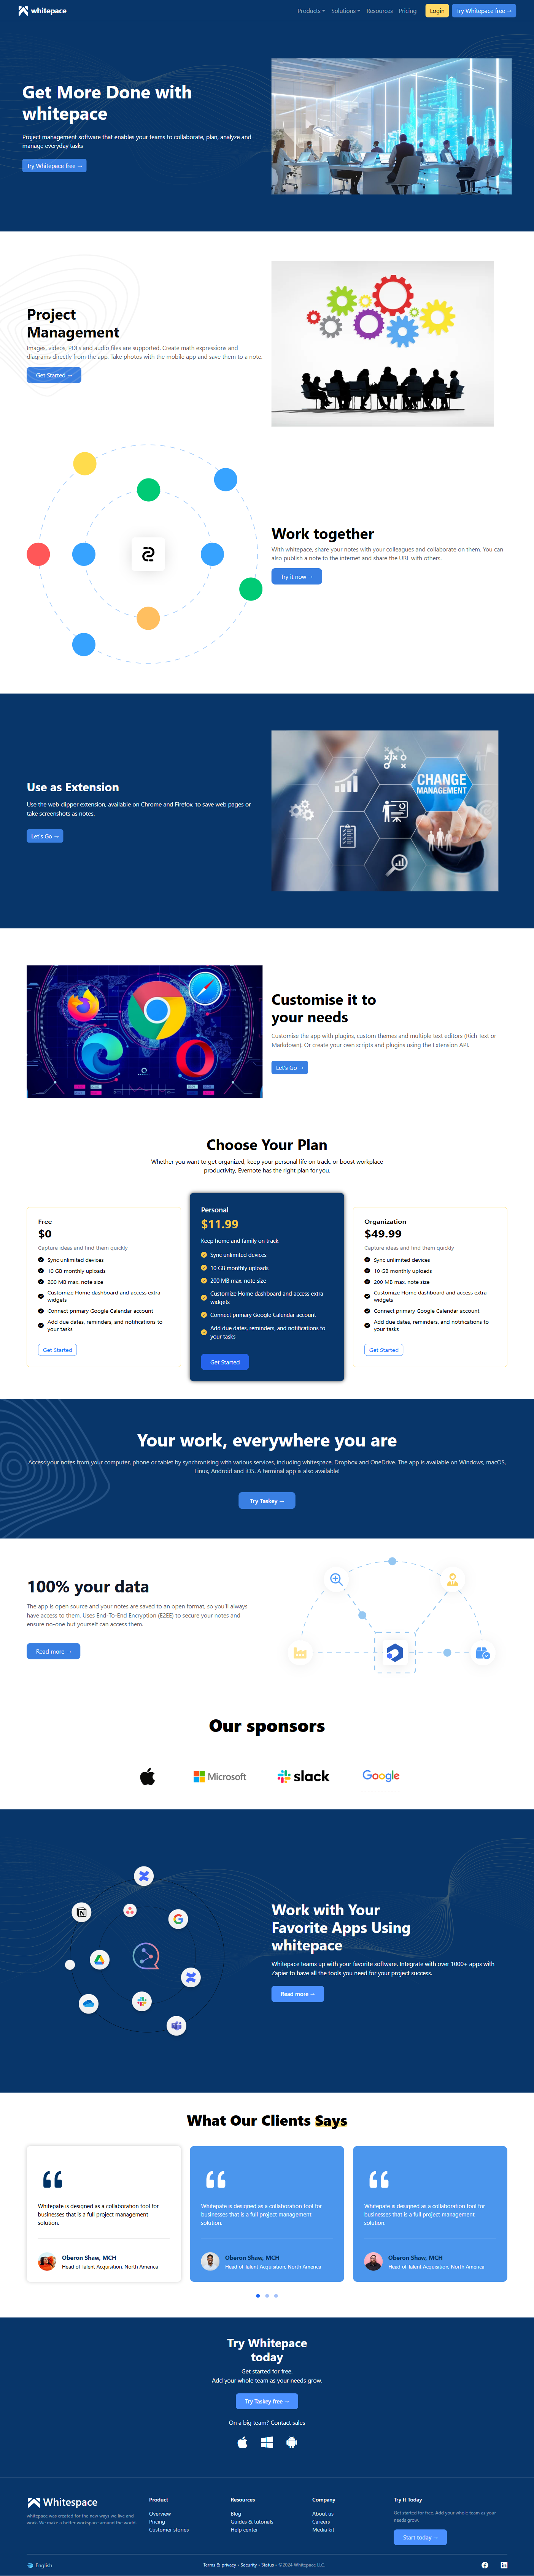 whitepace
Products
Solutions
Resources
Pricing
Login
Try Whitepace free →
Get More Done with
whitepace
Project management software that enables your teams to collaborate, plan, analyze and
manage everyday tasks
Try Whitepace free →
Project
Management
Images, videos, PDFs and audio files are supported. Create math expressions and
diagrams directly from the app. Take photos with the mobile app and save them to a note.
Get Started →
Work together
With whitepace, share your notes with your colleagues and collaborate on them. You can
also publish a note to the internet and share the URL with others.
Try it now →
Use as Extension
Use the web clipper extension, available on Chrome and Firefox, to save web pages or
take screenshots as notes.
Let's Go →
CHANGE
MANAGEMENT
Customise it to
your needs
Customise the app with plugins, custom themes and multiple text editors (Rich Text or
Markdown). Or create your own scripts and plugins using the Extension API.
Let's Go →
Choose Your Plan
Whether you want to get organized, keep your personal life on track, or boost workplace
productivity, Evernote has the right plan for you.
Free
$0
Capture ideas and find them quickly
Sync unlimited devices
10 GB monthly uploads
200 MB max. note size
Customize Home dashboard and access extra
widgets
Connect primary Google Calendar account
Add due dates, reminders, and notifications to
your tasks
Get Started
Personal
$11.99
Keep home and family on track
Sync unlimited devices
10 GB monthly uploads
200 MB max. note size
Customize Home dashboard and access extra
widgets
Connect primary Google Calendar account
Add due dates, reminders, and notifications to
your tasks
Get Started
Organization
$49.99
Capture ideas and find them quickly
Sync unlimited devices
10 GB monthly uploads
200 MB max. note size
Customize Home dashboard and access extra
widgets
Connect primary Google Calendar account
Add due dates, reminders, and notifications to
your tasks
Get Started
Your work, everywhere you are
Access your notes from your computer, phone or tablet by synchronising with various services, including whitespace, Dropbox and OneDrive. The app is available on Windows, macOS,
Linux, Android and iOS. A terminal app is also available!
Try Taskey →
100% your data
The app is open source and your notes are saved to an open format, so you'll always
have access to them. Uses End-To-End Encryption (E2EE) to secure your notes and
ensure no-one but yourself can access them.
Read more →
Our sponsors
Microsoft
slack
Google
Work with Your
Favorite Apps Using
whitepace
Whitepace teams up with your favorite software. Integrate with over 1000+ apps with
Zapier to have all the tools you need for your project success.
Read more →
What Our Clients Says
Whitepate is designed as a collaboration tool for
businesses that is a full project management
solution.
Oberon Shaw, MCH
Head of Talent Acquisition, North America
Whitepate is designed as a collaboration tool for
businesses that is a full project management
solution.
Oberon Shaw, MCH
Head of Talent Acquisition, North America
Whitepate is designed as a collaboration tool for
businesses that is a full project management
solution.
Oberon Shaw, MCH
Head of Talent Acquisition, North America
Try Whitepace
today
Get started for free.
Add your whole team as your needs grow.
Try Taskey free →
On a big team? Contact sales
Whitespace
whitepace was created for the new ways we live and
work. We make a better workspace around the world.
Product
Overview
Pricing
Customer stories
Resources
Blog
Guides & tutorials
Help center
Company
About us
Careers
Media kit
Try It Today
Get started for free. Add your whole team as your
needs grow.
Start today →
English
Terms & privacy - Security - Status - ©2024 Whitespace LLC.